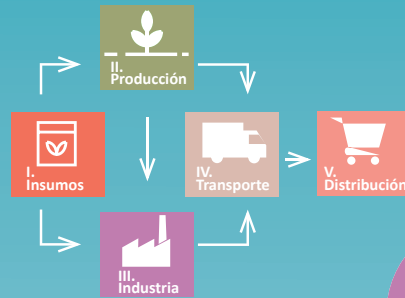 II.
Producción
I.
Insumos
IV.
Transporte
V.
Distribución
III.
Industria